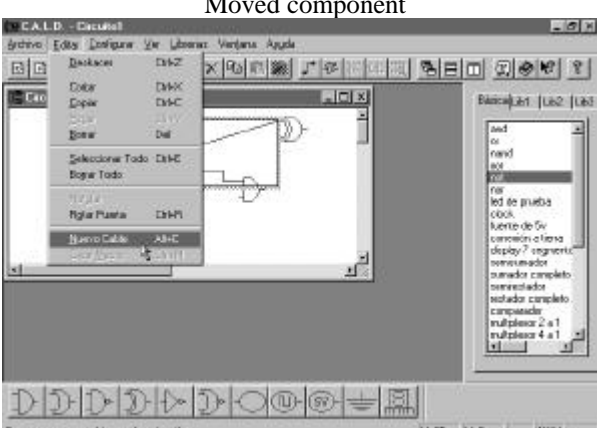 Moved component
C.A.L.D. - Circuito1
Archivo Editar Configurar Ver Librerias Ventana Ayuda
Deshacer Ctrl+Z
Cortar Ctrl+X
Copiar Ctrl+C
Borrar Del
Seleccionar Todo Ctrl+E
Borrar Todo
Rotar Puerta Ctrl+R
Nuevo Cable Alt+C
Básica Lib1 Lib2 Lib3
and
or
nand
xor
not
nor
led de prueba
clock
fuente de 5v
conexión a tierra
display 7 segmento
semisumador
sumador completo
semirestador
restador completo
comparador
multiplexor 2 a 1
multiplexor 4 a 1
5V